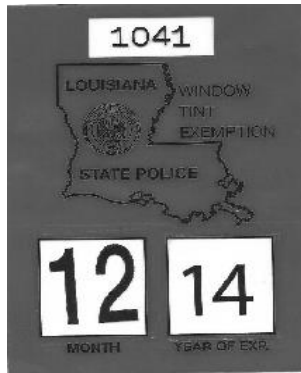 1041
LOUISIANA
WINDOW
TINT
EXEMPTION
STATE POLICE
12
14
MONTH
YEAR OF EXP.